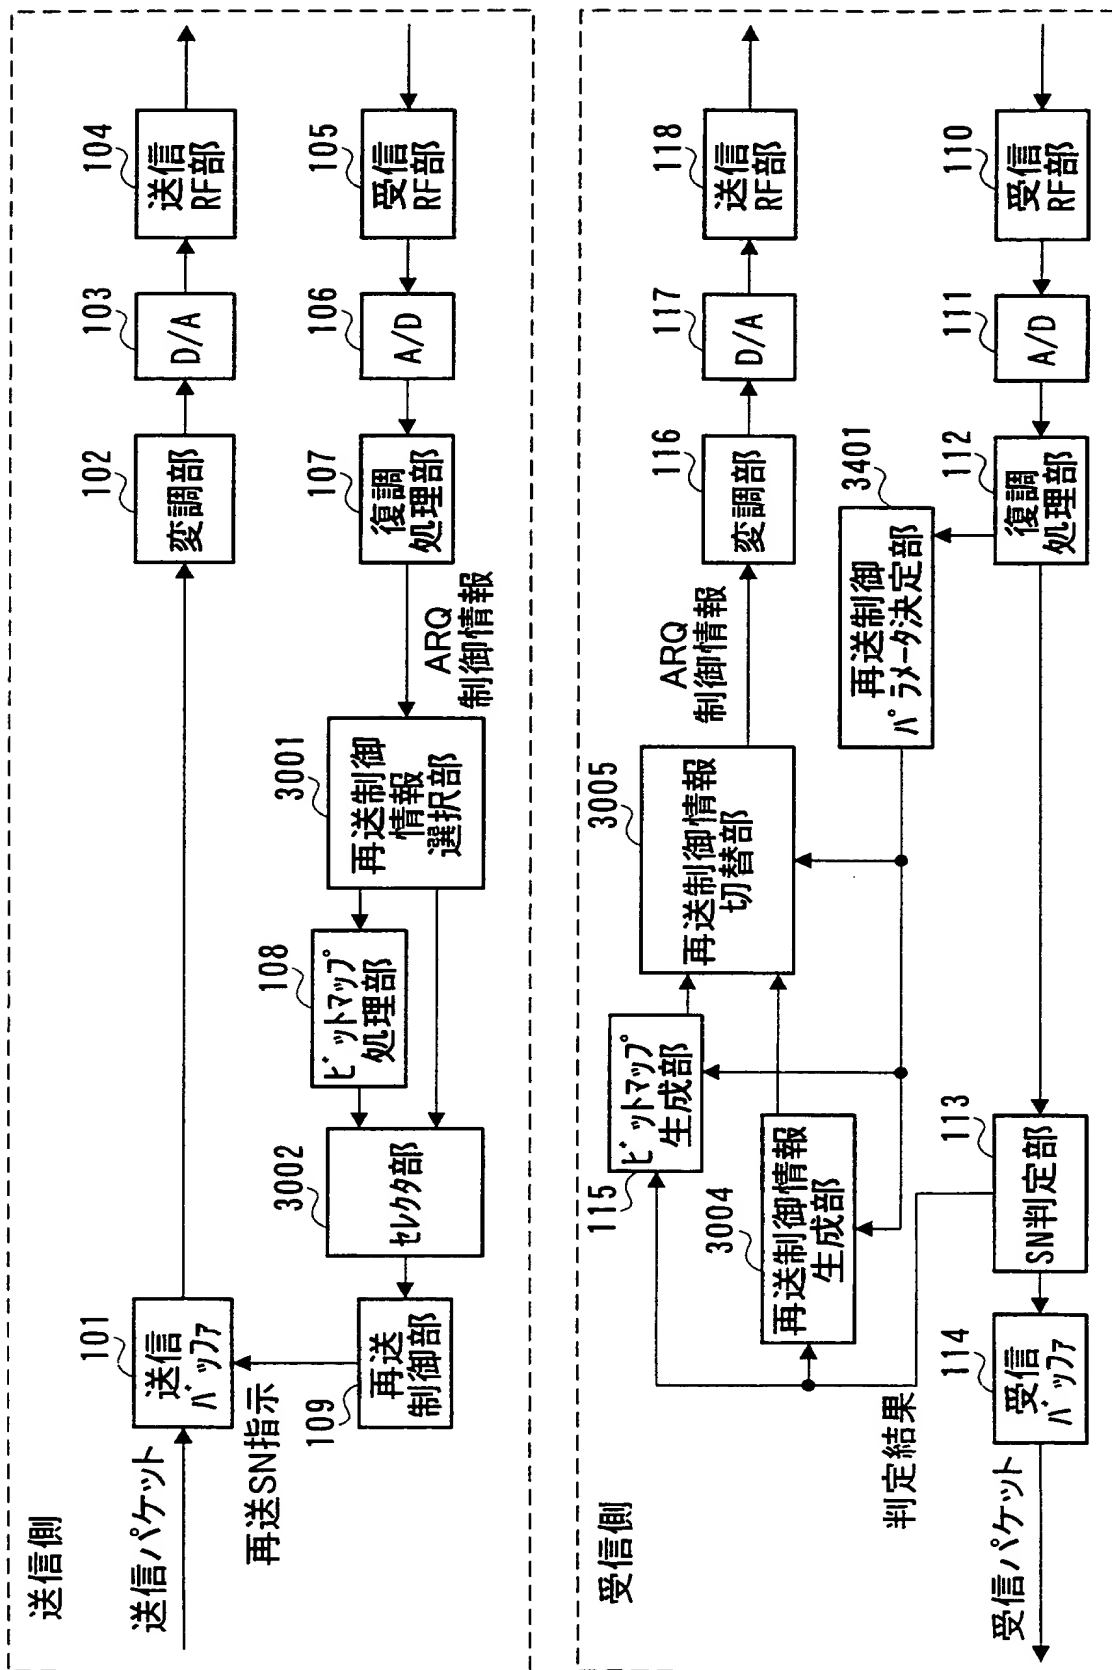 送信側
送信パケット
101
送信
バッファ
再送SN指示
109
再送
制御部
3002
セレクタ部
108
ビットマップ
処理部
3001
再送制御
情報
選択部
ARQ
制御情報
102
変調部
103
D/A
104
送信
RF部
105
受信
RF部
106
A/D
107
復調
処理部
受信側
受信パケット
114
受信
バッファ
判定結果
113
SN判定部
115
ビットマップ
生成部
3004
再送制御情報
生成部
3005
再送制御情報
切替部
ARQ
制御情報
3401
再送制御
パラメータ決定部
116
変調部
117
D/A
118
送信
RF部
110
受信
RF部
111
A/D
112
復調
処理部